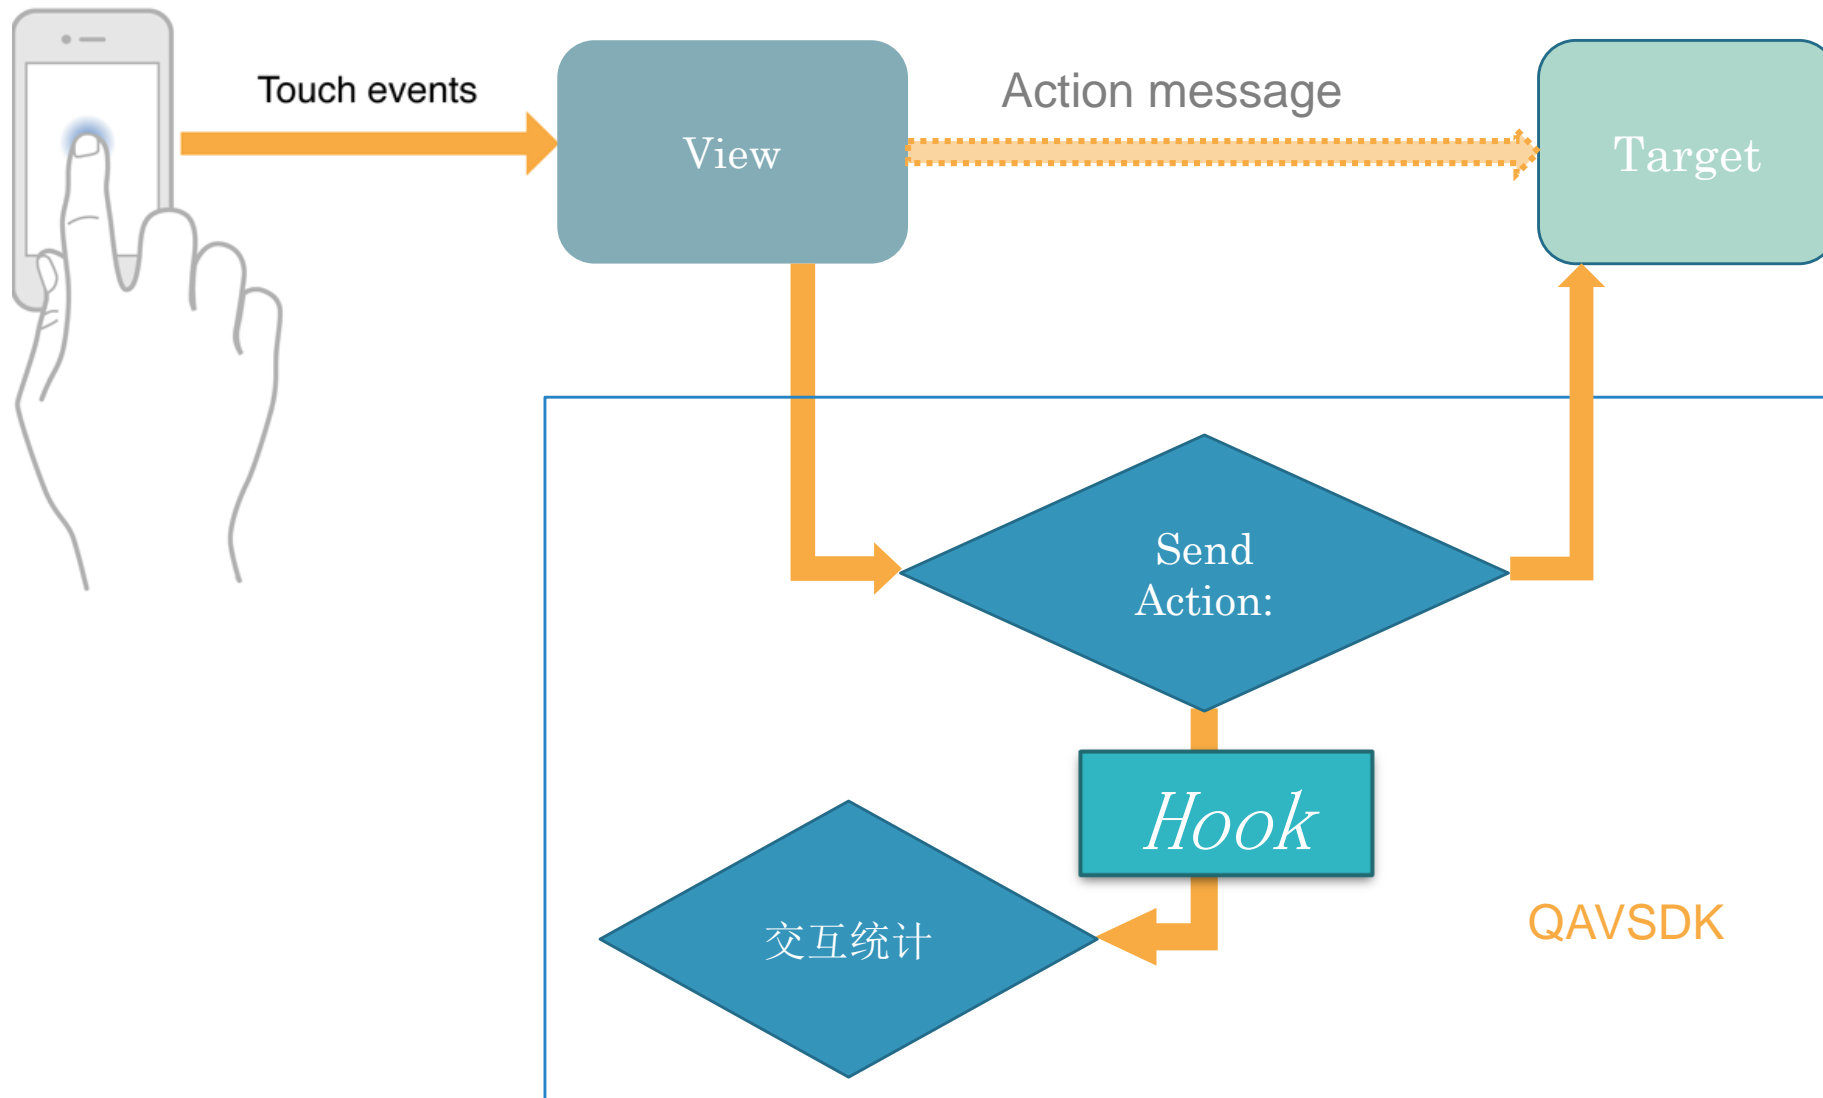 Touch events
View
Action message
Target
Send
Action:
Hook
交互统计
QAVSDK